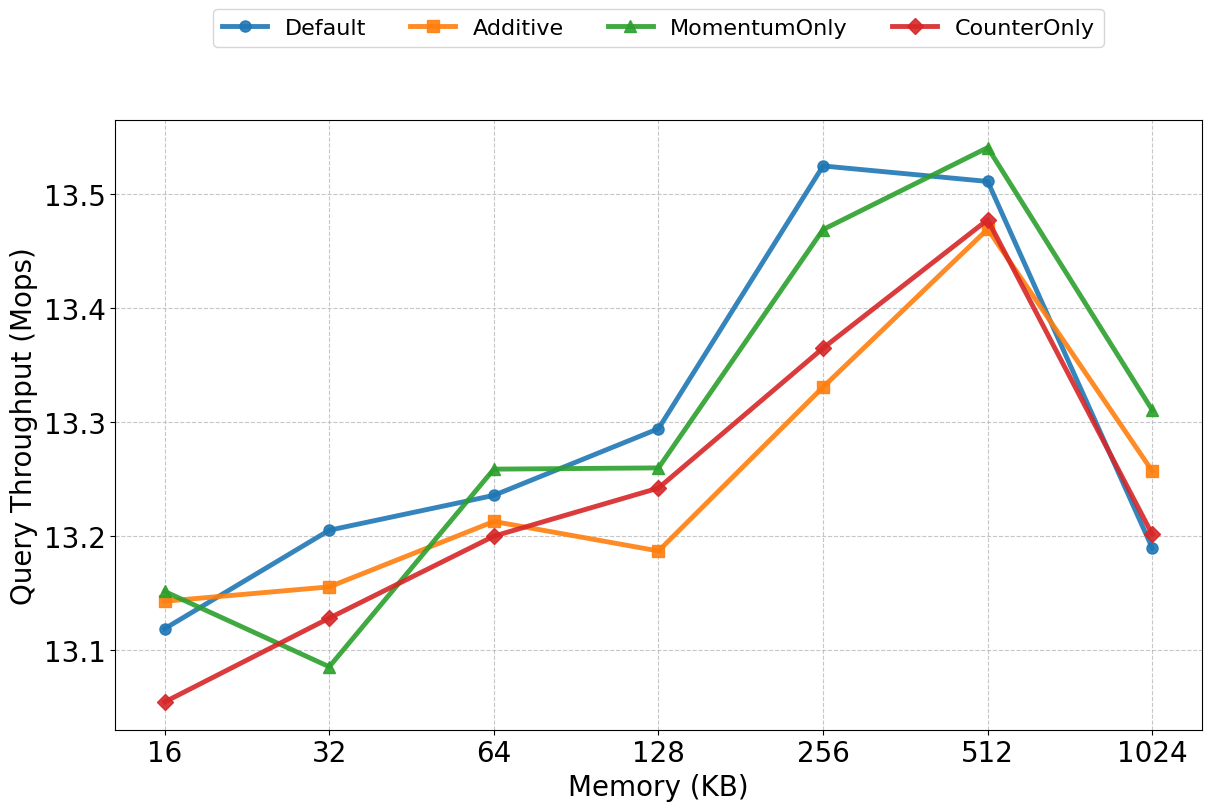 Default Additive MomentumOnly CounterOnly
Query Throughput (Mops)
13.5
13.4
13.3
13.2
13.1
16 32 64 128 256 512 1024
Memory (KB)